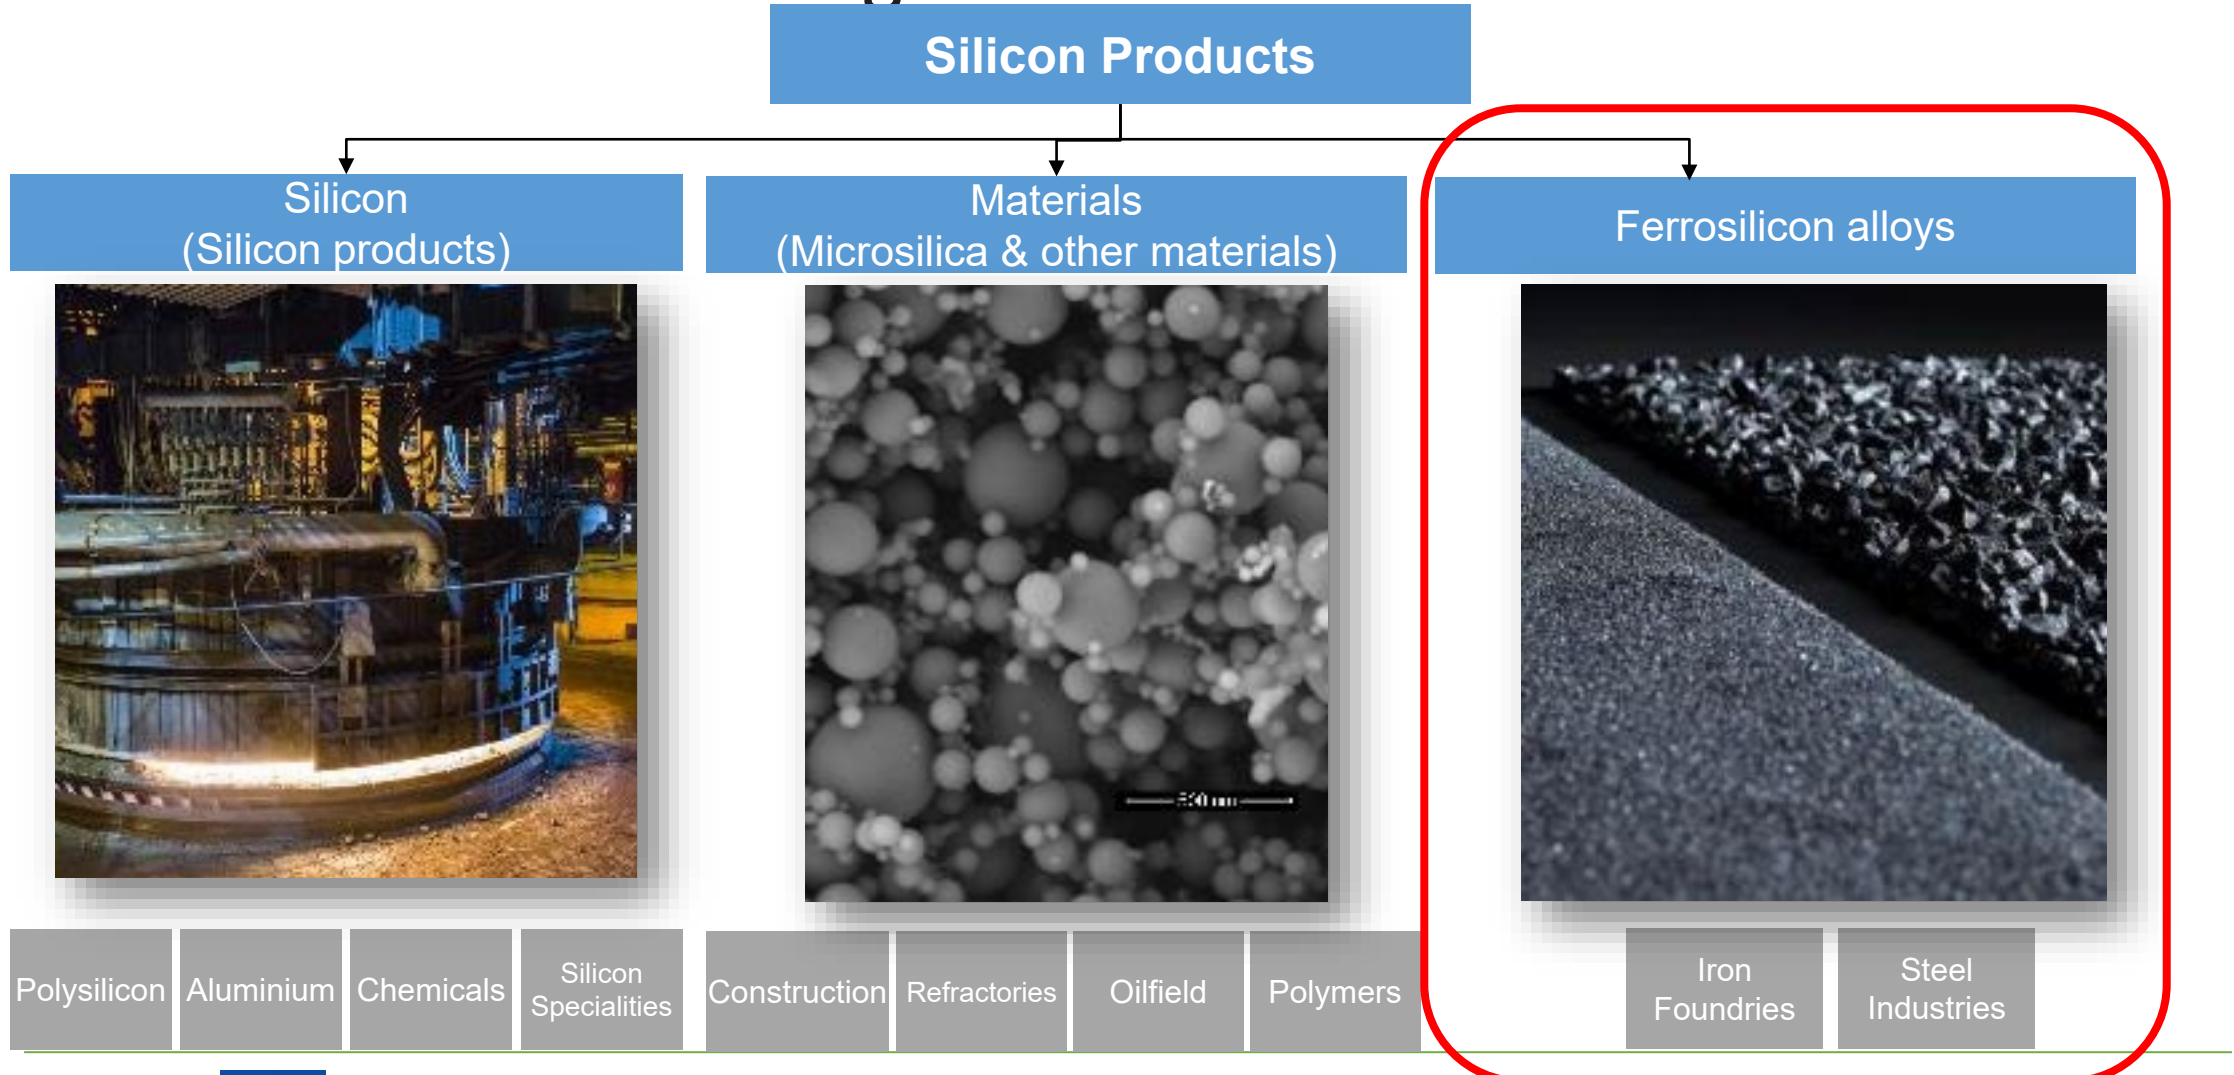 Silicon Products
Silicon
(Silicon products)
Materials
(Microsilica & other materials)
Ferrosilicon alloys
Polysilicon
Aluminium
Chemicals
Silicon
Specialities
Construction
Refractories
Oilfield
Polymers
Iron
Foundries
Steel
Industries